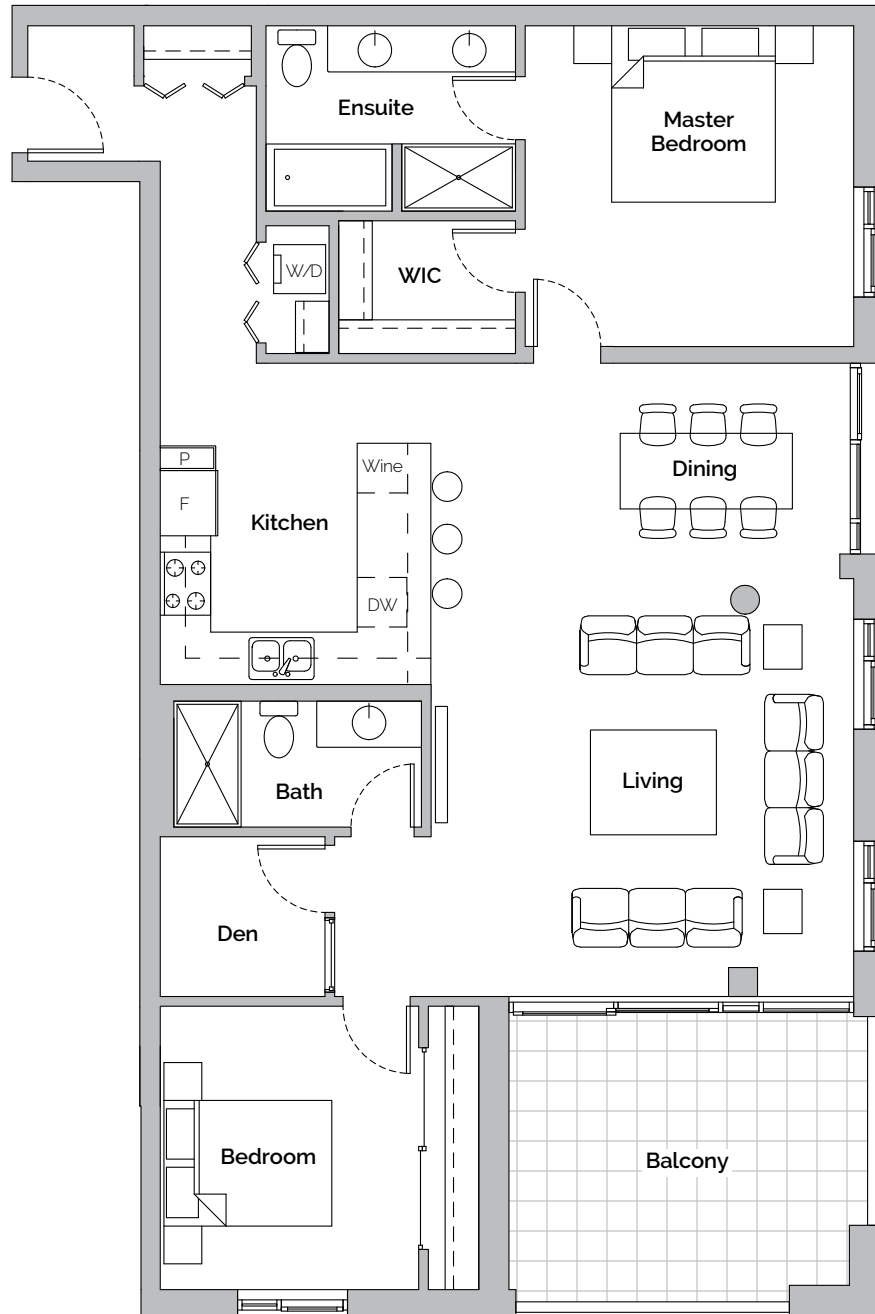 Ensuite
Master
Bedroom
W/D
WIC
P
F
Wine
Kitchen
Dining
DW
Living
Bath
Den
Bedroom
Balcony